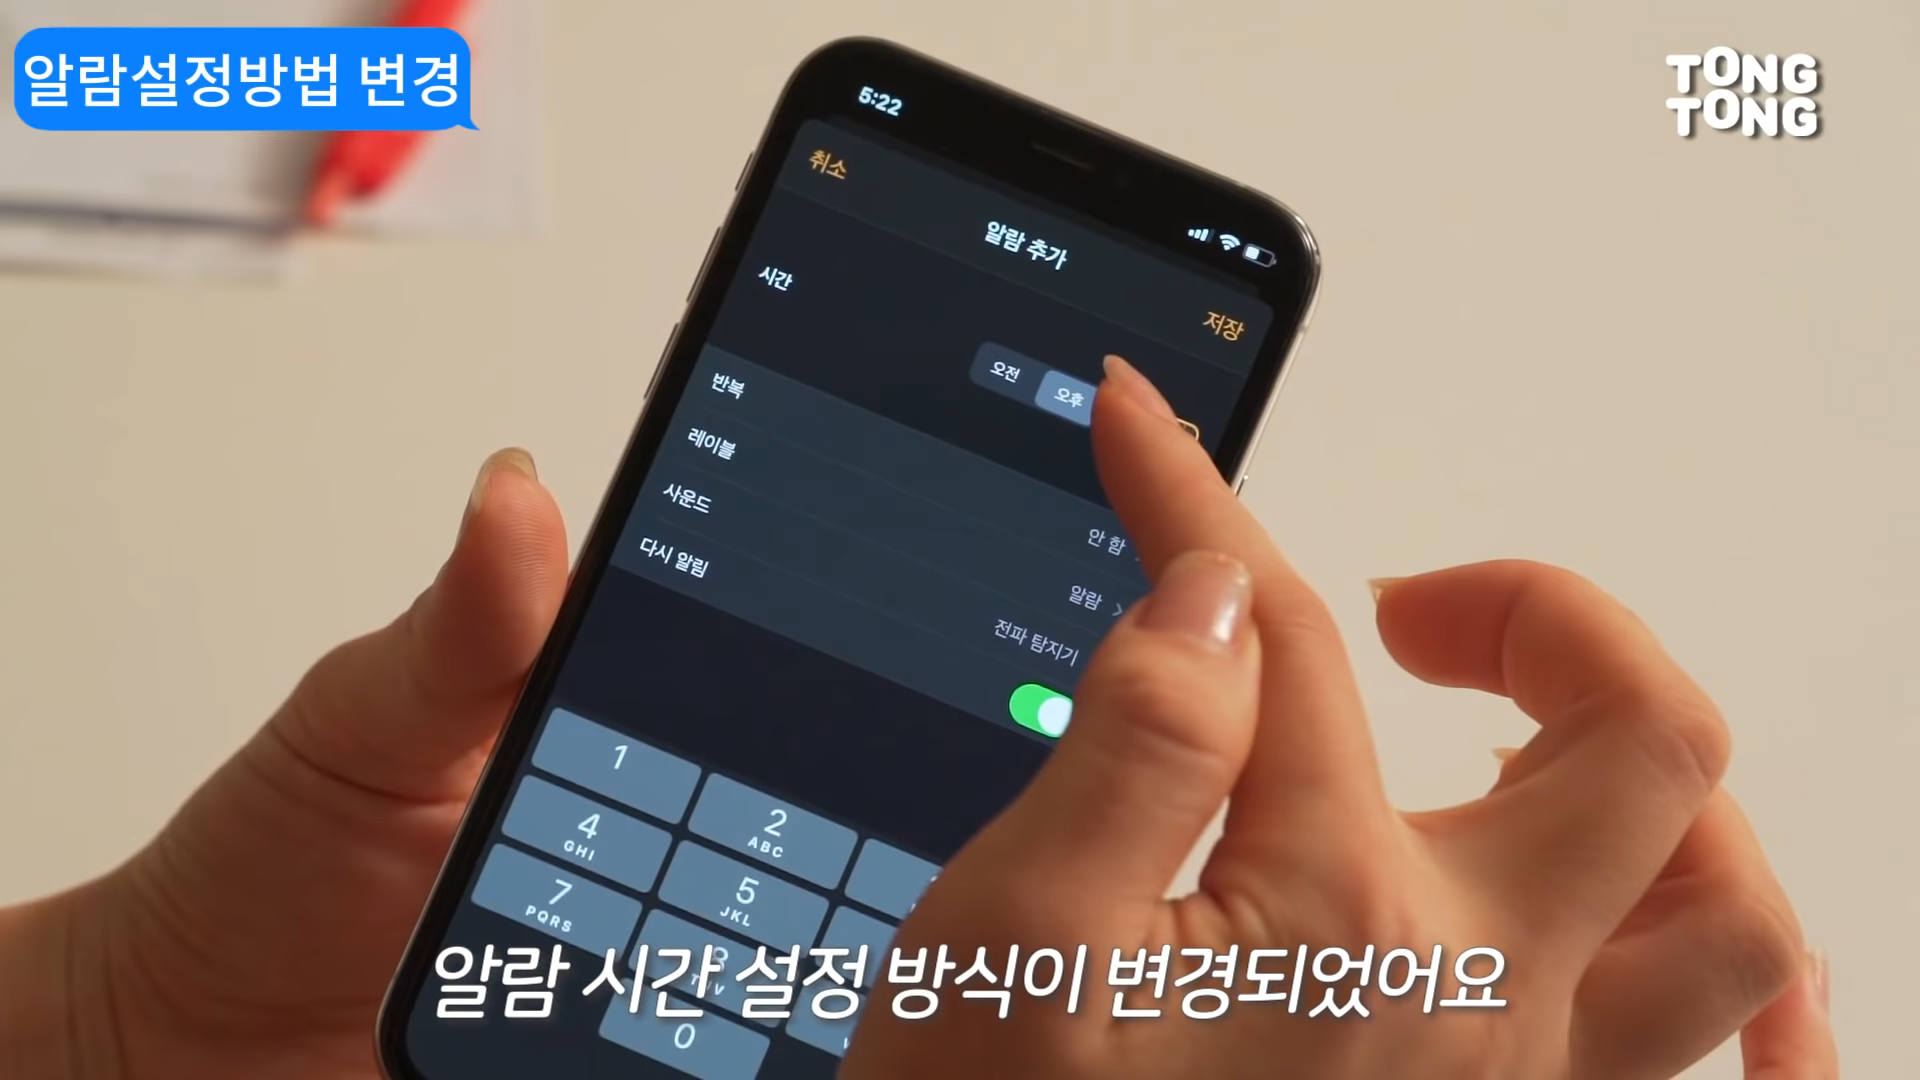 알람설정방법 변경
TONG
TONG
5:22
취소
알람 추가
저장
시간
오전 오후
반복
안 함
레이블
알람
사운드
전파 탐지기
다시 알림
1
2
ABC
4
GHI
5
JKL
7
PQRS
8
TUV
0
알람 시간 설정 방식이 변경되었어요